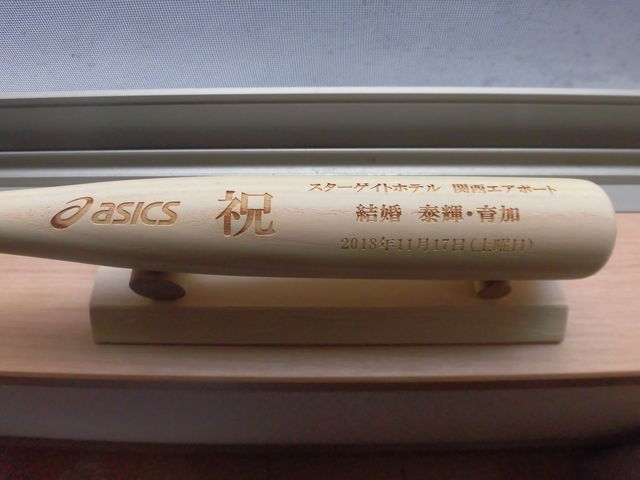 asics
祝
スターゲイトホテル 関西エアポート
結婚 泰輝・育加
2018年11月17日(土曜日)